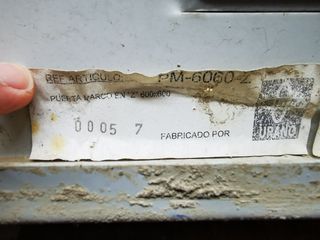 REF. ARTICULO: PM-6060-Z
PUERTA MARCO EN "Z" 600x600
0005 7 FABRICADO POR
URANO